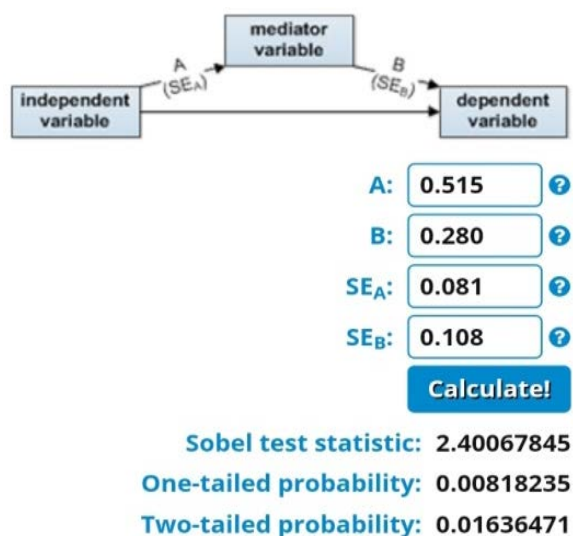 mediator
variable
A
(SEA)
B
(SEB)
independent
variable
dependent
variable
A: 0.515 ?
B: 0.280 ?
SEA: 0.081 ?
SEB: 0.108 ?
Calculate!
Sobel test statistic: 2.40067845
One-tailed probability: 0.00818235
Two-tailed probability: 0.01636471